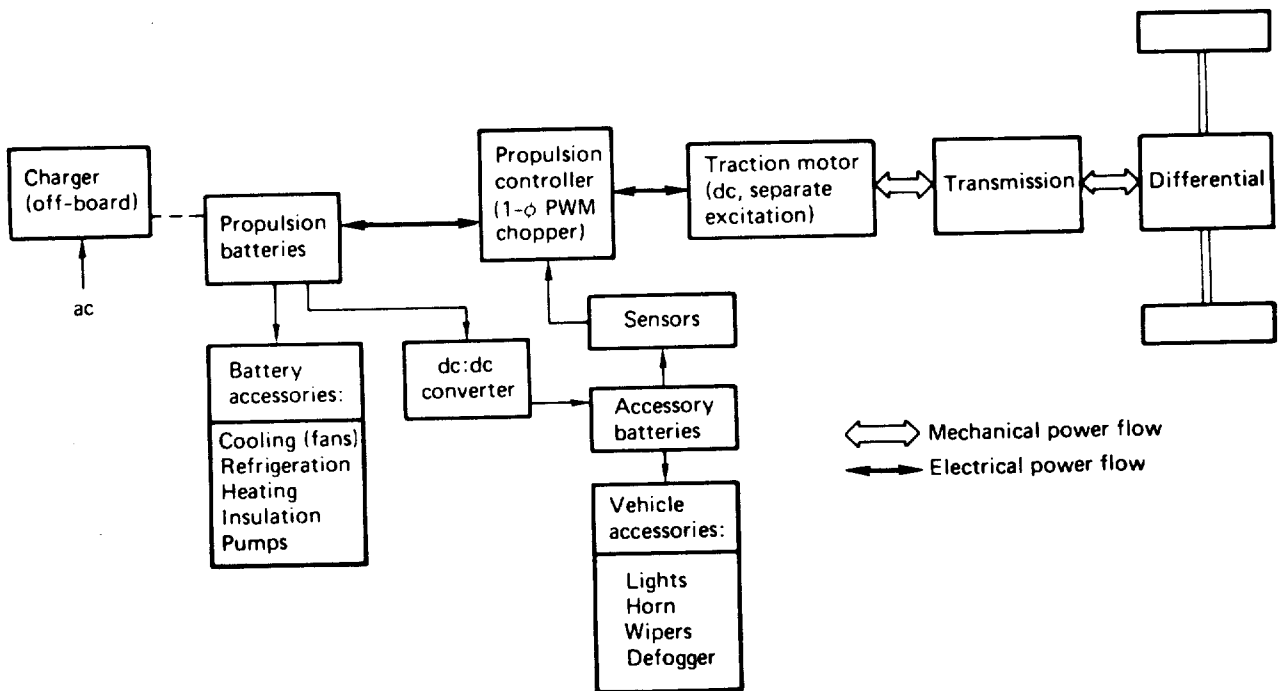 Charger
(off-board)
ac
Propulsion
batteries
Propulsion
controller
(1-ϕ PWM
chopper)
Traction motor
(dc, separate
excitation)
Transmission
Differential
Battery
accessories:
Cooling (fans)
Refrigeration
Heating
Insulation
Pumps
dc:dc
converter
Sensors
Accessory
batteries
Vehicle
accessories:
Lights
Horn
Wipers
Defogger
Mechanical power flow
Electrical power flow